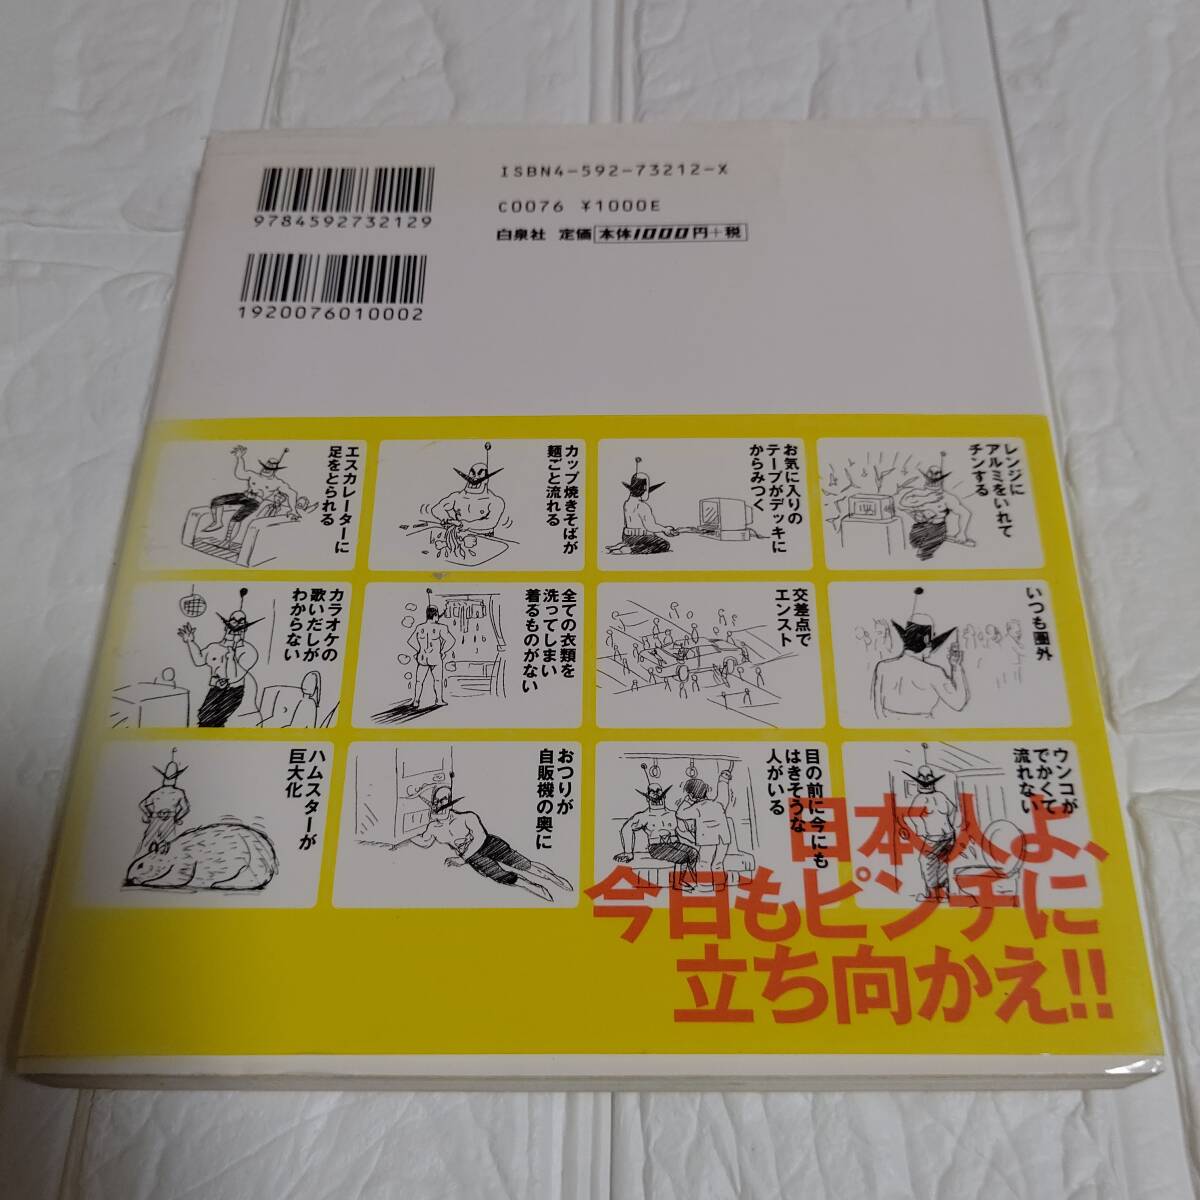 ISBN4-592-73212-X
9784592732129
C0076 ¥1000E
白泉社 定価 本体1000円+税
1920076010002
レンジに
アルミをいれて
チンする
お気に入りの
テープがデッキに
からみつく
カップ焼きそばが
麺ごと流れる
エスカレーターに
足をとられる
いつも圏外
交差点で
エンスト
全ての衣類を
洗ってしまい
着るものがない
カラオケの
歌いだしが
わからない
ウンコが
でかくて
流れない
目の前に今にも
はきそうな
人がいる
おつりが
自販機の奥に
ハムスターが
巨大化
日本人よ、
今日もピンチに
立ち向かえ!!